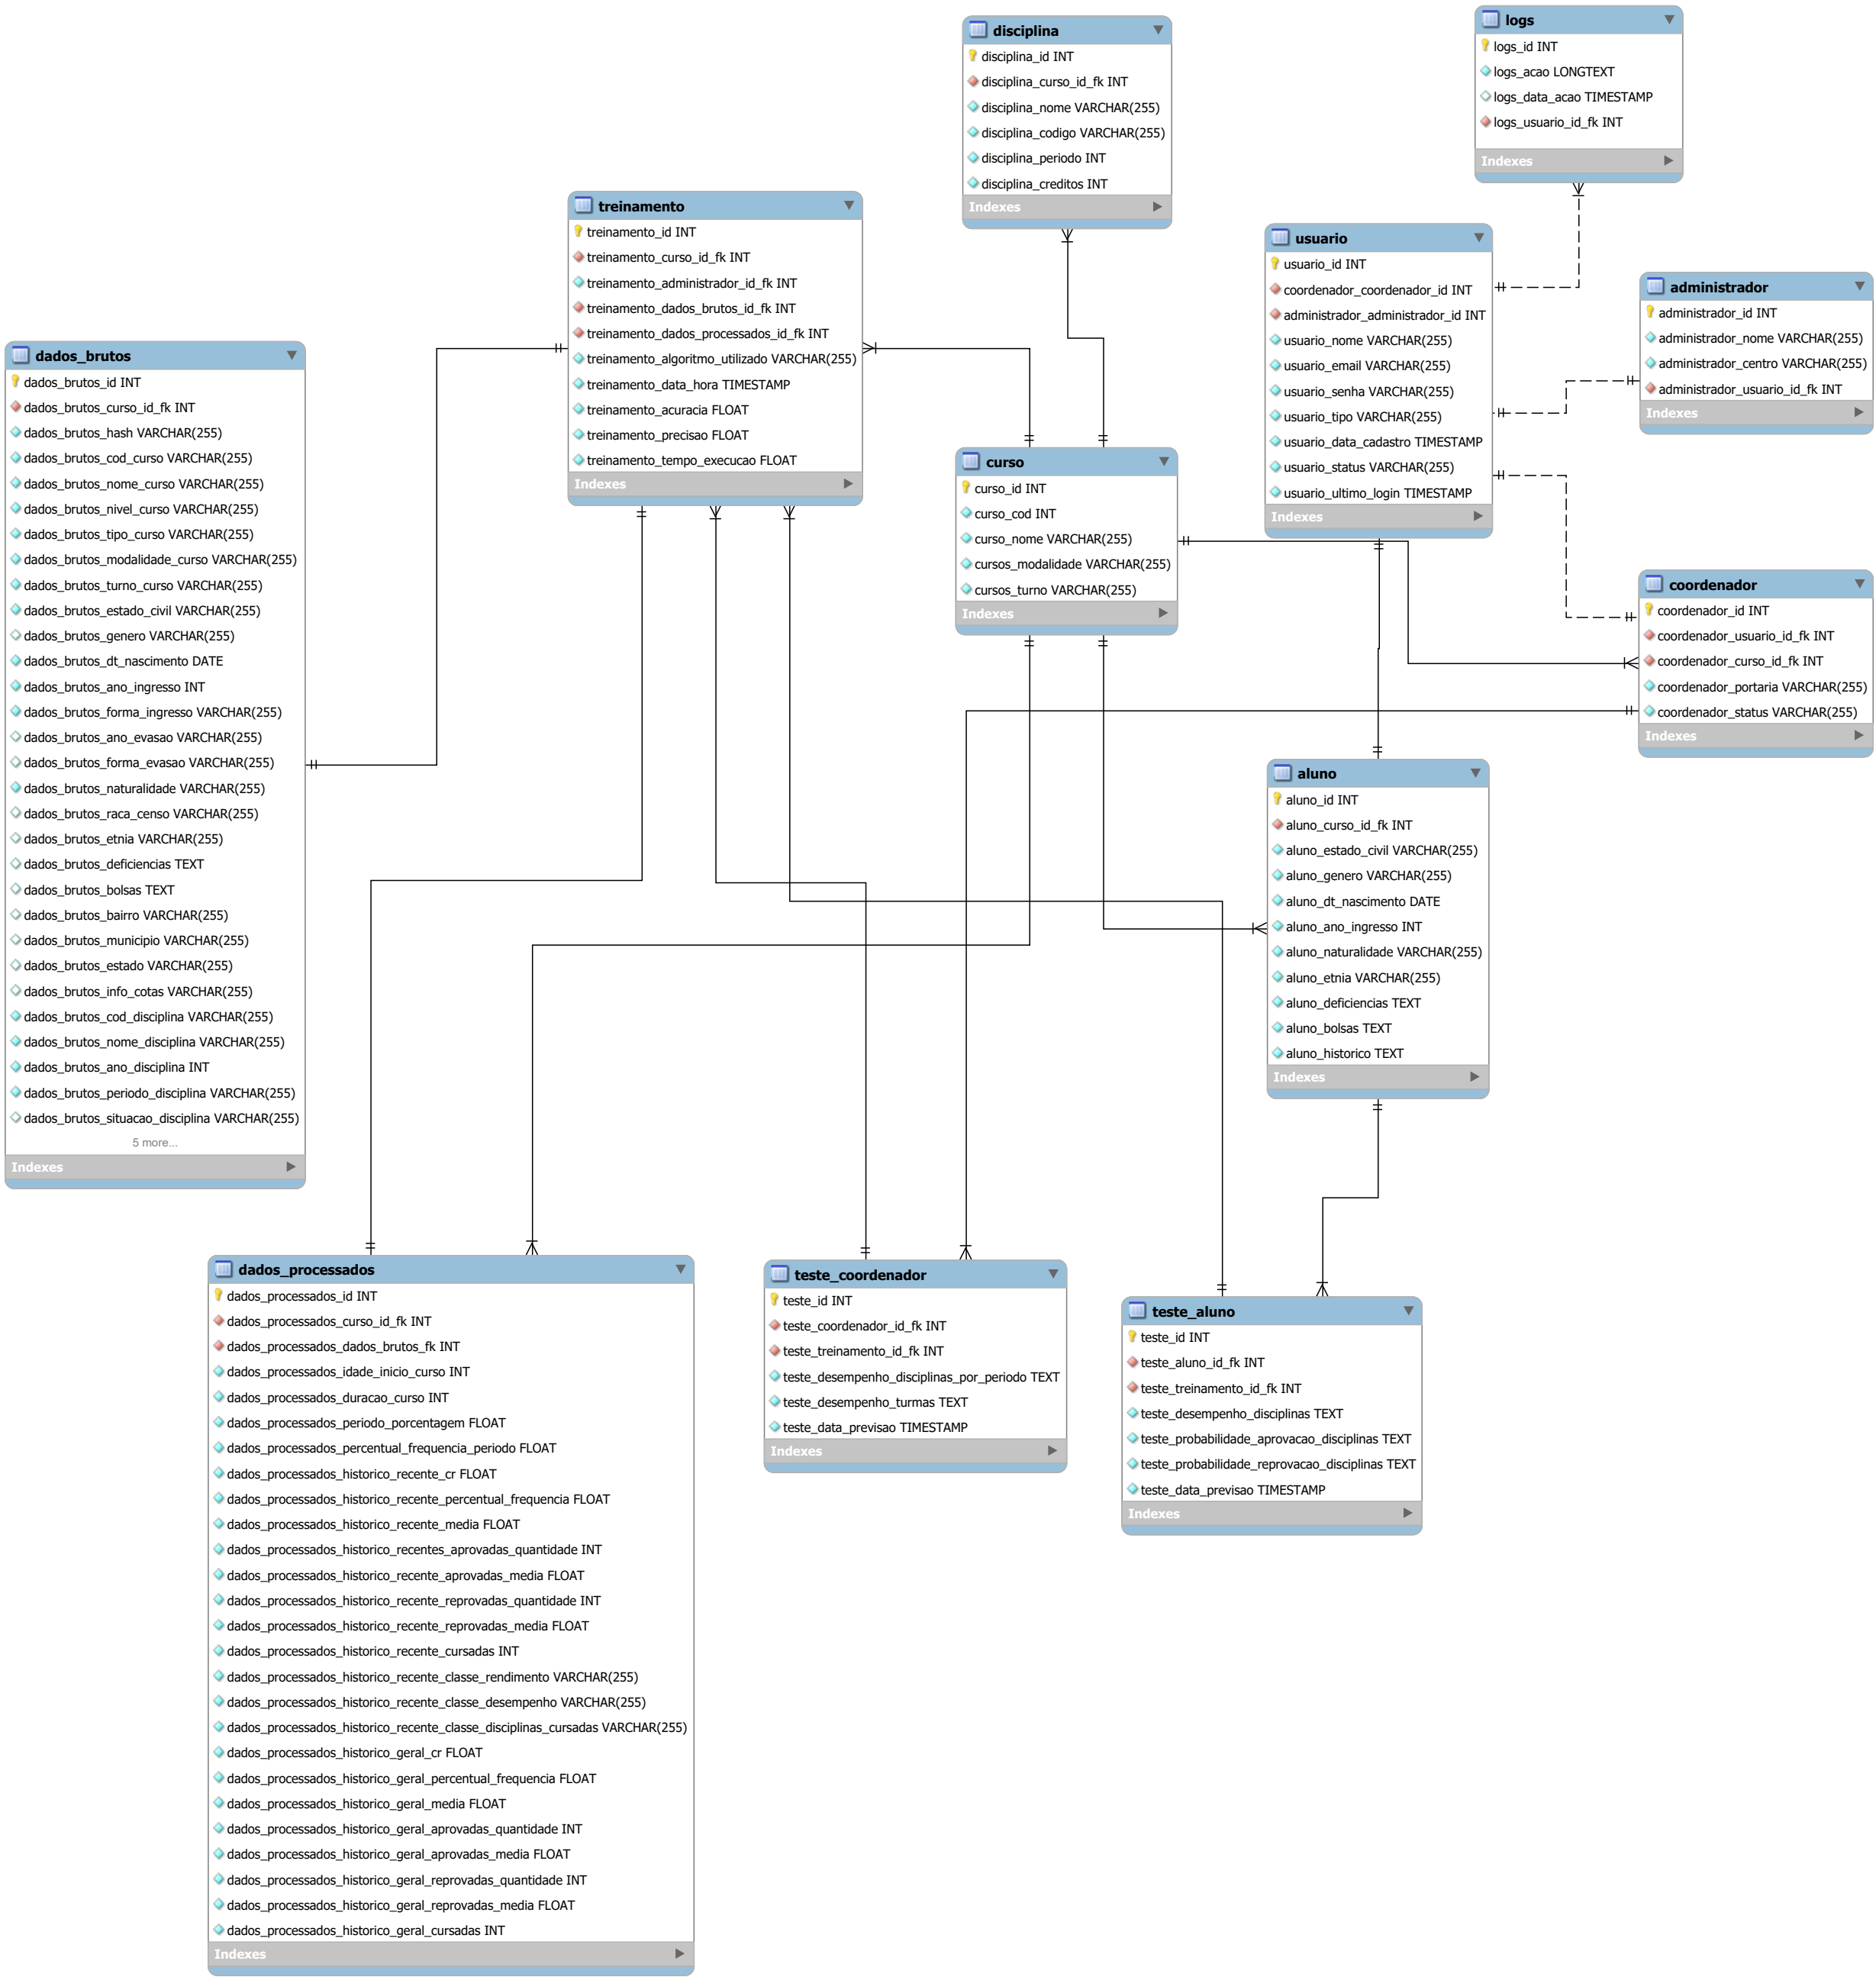 disciplina
disciplina_id INT
disciplina_curso_id_fk INT
disciplina_nome VARCHAR(255)
disciplina_codigo VARCHAR(255)
disciplina_periodo INT
disciplina_creditos INT
Indexes
logs
logs_id INT
logs_acao LONGTEXT
logs_data_acao TIMESTAMP
logs_usuario_id_fk INT
Indexes
treinamento
treinamento_id INT
treinamento_curso_id_fk INT
treinamento_administrador_id_fk INT
treinamento_dados_brutos_id_fk INT
treinamento_dados_processados_id_fk INT
treinamento_algoritmo_utilizado VARCHAR(255)
treinamento_data_hora TIMESTAMP
treinamento_acuracia FLOAT
treinamento_precisao FLOAT
treinamento_tempo_execucao FLOAT
Indexes
usuario
usuario_id INT
coordenador_coordenador_id INT
administrador_administrador_id INT
usuario_nome VARCHAR(255)
usuario_email VARCHAR(255)
usuario_senha VARCHAR(255)
usuario_tipo VARCHAR(255)
usuario_data_cadastro TIMESTAMP
usuario_status VARCHAR(255)
usuario_ultimo_login TIMESTAMP
Indexes
administrador
administrador_id INT
administrador_nome VARCHAR(255)
administrador_centro VARCHAR(255)
administrador_usuario_id_fk INT
Indexes
dados_brutos
dados_brutos_id INT
dados_brutos_curso_id_fk INT
dados_brutos_hash VARCHAR(255)
dados_brutos_cod_curso VARCHAR(255)
dados_brutos_nome_curso VARCHAR(255)
dados_brutos_nivel_curso VARCHAR(255)
dados_brutos_tipo_curso VARCHAR(255)
dados_brutos_modalidade_curso VARCHAR(255)
dados_brutos_turno_curso VARCHAR(255)
dados_brutos_estado_civil VARCHAR(255)
dados_brutos_genero VARCHAR(255)
dados_brutos_dt_nascimento DATE
dados_brutos_ano_ingresso INT
dados_brutos_forma_ingresso VARCHAR(255)
dados_brutos_ano_evasao VARCHAR(255)
dados_brutos_forma_evasao VARCHAR(255)
dados_brutos_naturalidade VARCHAR(255)
dados_brutos_raca_censo VARCHAR(255)
dados_brutos_etnia VARCHAR(255)
dados_brutos_deficiencias TEXT
dados_brutos_bolsas TEXT
dados_brutos_bairro VARCHAR(255)
dados_brutos_municipio VARCHAR(255)
dados_brutos_estado VARCHAR(255)
dados_brutos_info_cotas VARCHAR(255)
dados_brutos_cod_disciplina VARCHAR(255)
dados_brutos_nome_disciplina VARCHAR(255)
dados_brutos_ano_disciplina INT
dados_brutos_periodo_disciplina VARCHAR(255)
dados_brutos_situacao_disciplina VARCHAR(255)
5 more...
Indexes
curso
curso_id INT
curso_cod INT
curso_nome VARCHAR(255)
cursos_modalidade VARCHAR(255)
cursos_turno VARCHAR(255)
Indexes
coordenador
coordenador_id INT
coordenador_usuario_id_fk INT
coordenador_curso_id_fk INT
coordenador_portaria VARCHAR(255)
coordenador_status VARCHAR(255)
Indexes
aluno
aluno_id INT
aluno_curso_id_fk INT
aluno_estado_civil VARCHAR(255)
aluno_genero VARCHAR(255)
aluno_dt_nascimento DATE
aluno_ano_ingresso INT
aluno_naturalidade VARCHAR(255)
aluno_etnia VARCHAR(255)
aluno_deficiencias TEXT
aluno_bolsas TEXT
aluno_historico TEXT
Indexes
dados_processados
dados_processados_id INT
dados_processados_curso_id_fk INT
dados_processados_dados_brutos_fk INT
dados_processados_idade_inicio_curso INT
dados_processados_duracao_curso INT
dados_processados_periodo_porcentagem FLOAT
dados_processados_percentual_frequencia_periodo FLOAT
dados_processados_historico_recente_cr FLOAT
dados_processados_historico_recente_percentual_frequencia FLOAT
dados_processados_historico_recente_media FLOAT
dados_processados_historico_recentes_aprovadas_quantidade INT
dados_processados_historico_recente_aprovadas_media FLOAT
dados_processados_historico_recente_reprovadas_quantidade INT
dados_processados_historico_recente_reprovadas_media FLOAT
dados_processados_historico_recente_cursadas INT
dados_processados_historico_recente_classe_rendimento VARCHAR(255)
dados_processados_historico_recente_classe_desempenho VARCHAR(255)
dados_processados_historico_recente_classe_disciplinas_cursadas VARCHAR(255)
dados_processados_historico_geral_cr FLOAT
dados_processados_historico_geral_percentual_frequencia FLOAT
dados_processados_historico_geral_media FLOAT
dados_processados_historico_geral_aprovadas_quantidade INT
dados_processados_historico_geral_aprovadas_media FLOAT
dados_processados_historico_geral_reprovadas_quantidade INT
dados_processados_historico_geral_reprovadas_media FLOAT
dados_processados_historico_geral_cursadas INT
Indexes
teste_coordenador
teste_id INT
teste_coordenador_id_fk INT
teste_treinamento_id_fk INT
teste_desempenho_disciplinas_por_periodo TEXT
teste_desempenho_turmas TEXT
teste_data_previsao TIMESTAMP
Indexes
teste_aluno
teste_id INT
teste_aluno_id_fk INT
teste_treinamento_id_fk INT
teste_desempenho_disciplinas TEXT
teste_probabilidade_aprovacao_disciplinas TEXT
teste_probabilidade_reprovacao_disciplinas TEXT
teste_data_previsao TIMESTAMP
Indexes